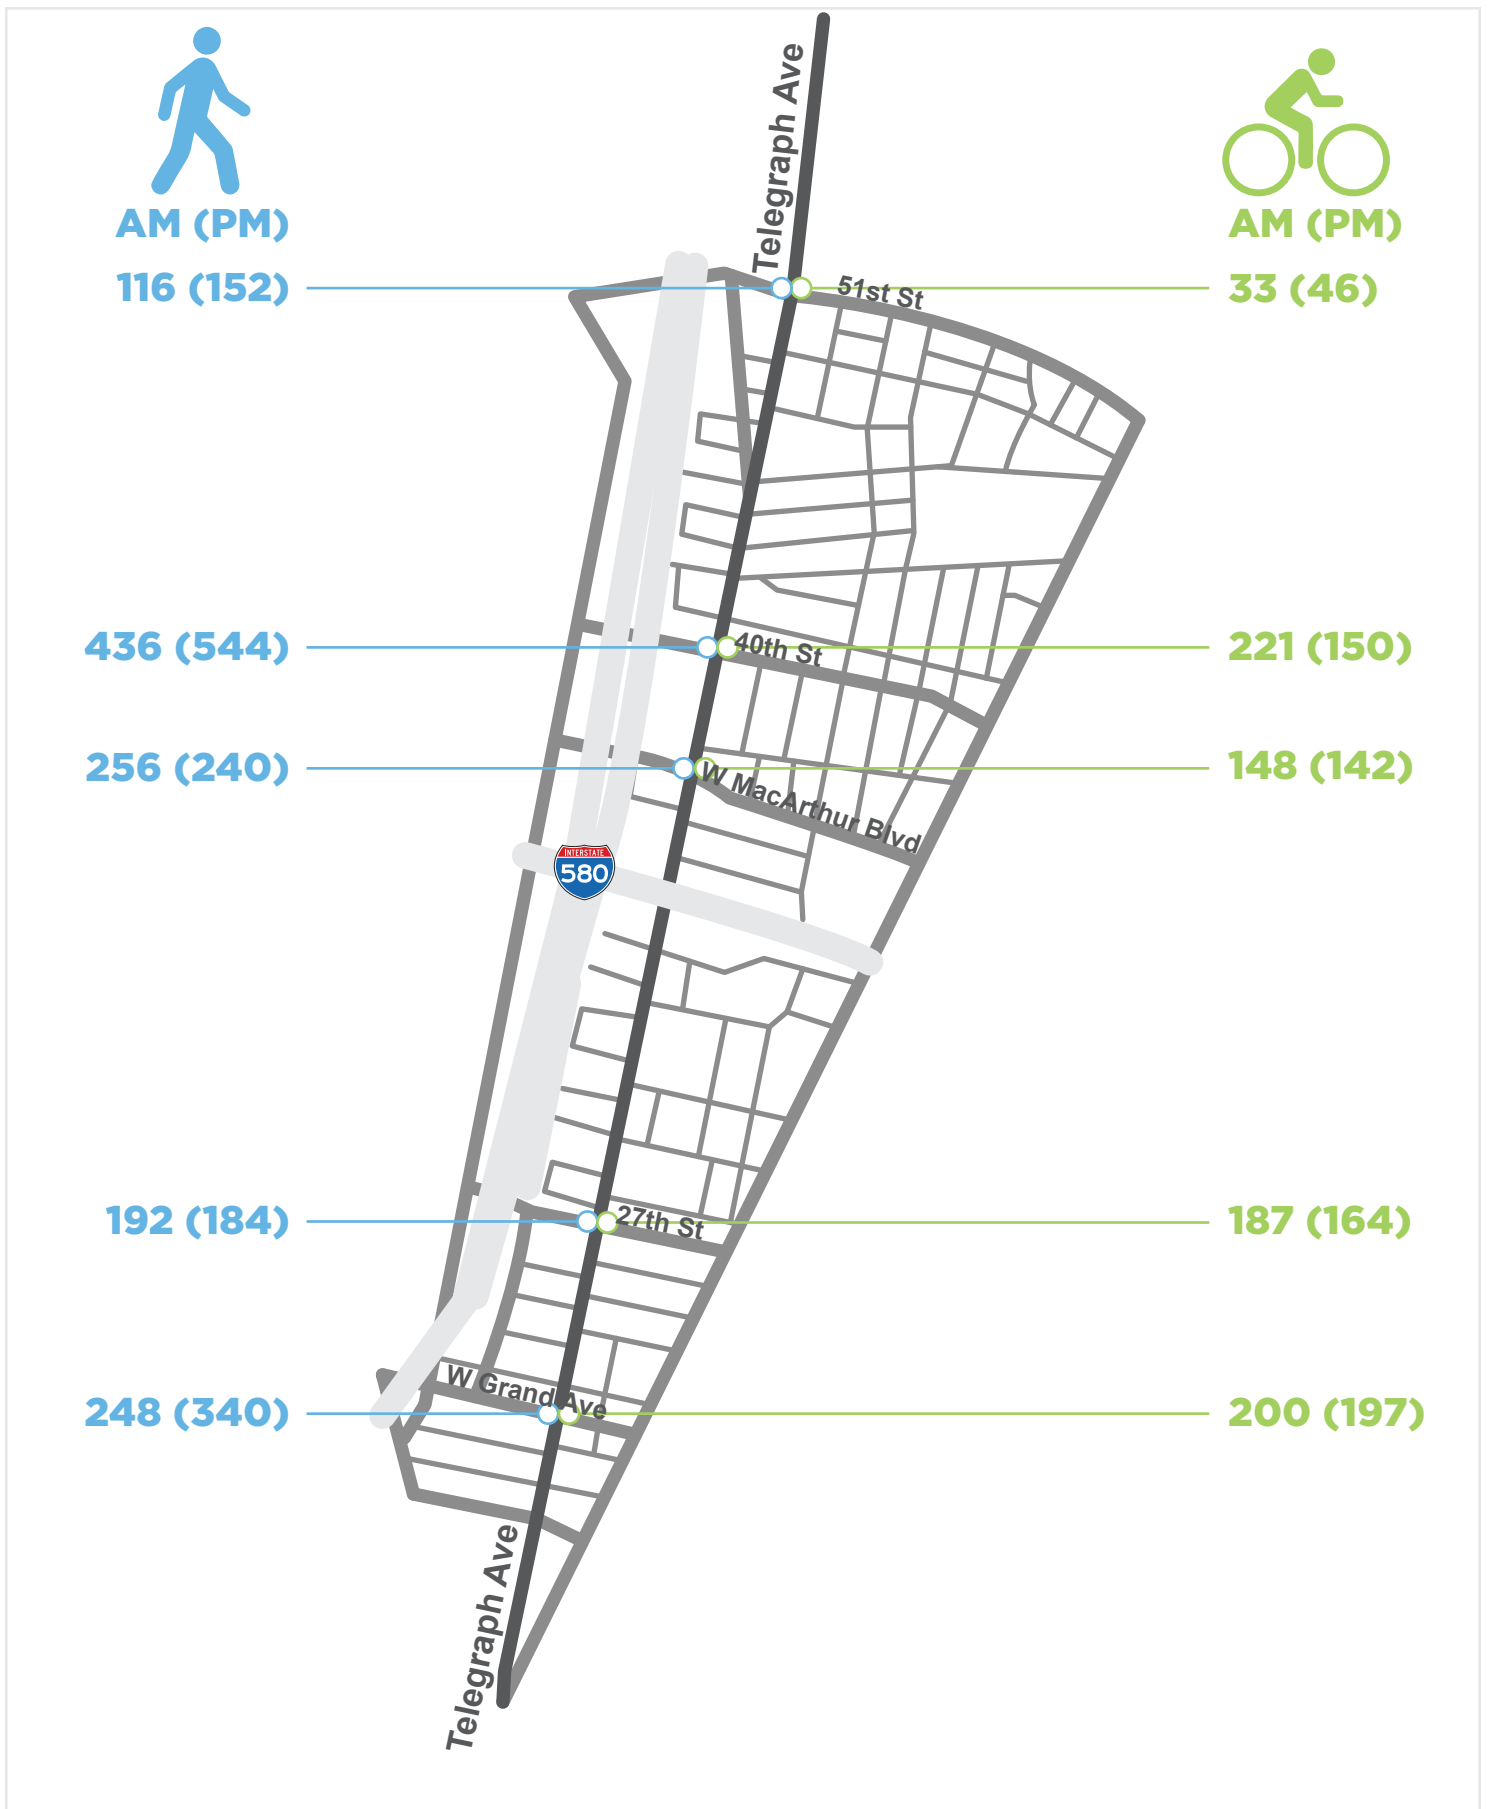 Telegraph Ave
AM (PM)
AM (PM)
116 (152)
51st St
33 (46)
436 (544)
40th St
221 (150)
256 (240)
W MacArthur Blvd
148 (142)
INTERSTATE
580
192 (184)
27th St
187 (164)
248 (340)
W Grand Ave
200 (197)
Telegraph Ave